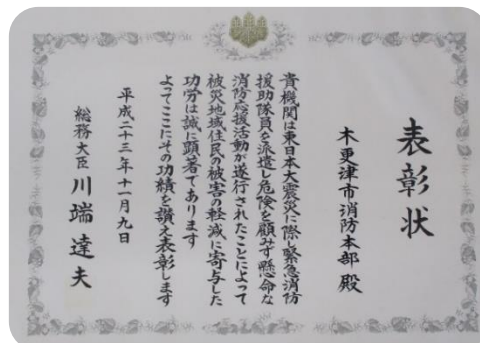 表彰状
木更津市消防本部 殿
貴機関は東日本大震災に際し緊急消防
援助隊員を派遣し危険を顧みず懸命な
消防応援活動が遂行されたことによって
被災地域住民の被害の軽減に寄与した
功労は誠に顕著であります
よってここにその功績を讃え表彰します
平成二十三年十一月九日
総務大臣 川端達夫